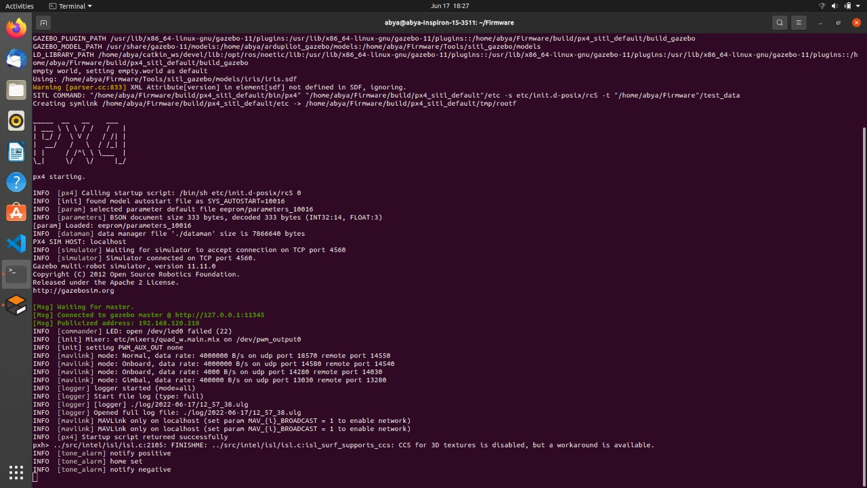 Activities
Terminal
Jun 17 18:27
abya@abya-Inspiron-15-3511: ~/Firmware
GAZEBO_PLUGIN_PATH /usr/lib/x86_64-linux-gnu/gazebo-11/plugins:/usr/lib/x86_64-linux-gnu/gazebo-11/plugins::/home/abya/Firmware/build/px4_sitl_default/build_gazebo
GAZEBO_MODEL_PATH /usr/share/gazebo-11/models:/home/abya/ardupilot_gazebo/models:/home/abya/Firmware/Tools/sitl_gazebo/models
LD_LIBRARY_PATH /home/abya/catkin_ws/devel/lib:/opt/ros/noetic/lib:/usr/lib/x86_64-linux-gnu/gazebo-11/plugins:/usr/lib/x86_64-linux-gnu/gazebo-11/plugins:/usr/lib/x86_64-linux-gnu/gazebo-11/plugins::/h
ome/abya/Firmware/build/px4_sitl_default/build_gazebo
empty world, setting empty.world as default
Using: /home/abya/Firmware/Tools/sitl_gazebo/models/iris/iris.sdf
Warning [parser.cc:833] XML Attribute[version] in element[sdf] not defined in SDF, ignoring.
SITL COMMAND: "/home/abya/Firmware/build/px4_sitl_default/bin/px4" "/home/abya/Firmware/build/px4_sitl_default"/etc -s etc/init.d-posix/rcS -t "/home/abya/Firmware"/test_data
Creating symlink /home/abya/Firmware/build/px4_sitl_default/etc -> /home/abya/Firmware/build/px4_sitl_default/tmp/rootf
PX4
px4 starting.
INFO [px4] Calling startup script: /bin/sh etc/init.d-posix/rcS 0
INFO [init] found model autostart file as SYS_AUTOSTART=10016
INFO [param] selected parameter default file eeprom/parameters_10016
INFO [parameters] BSON document size 333 bytes, decoded 333 bytes (INT32:14, FLOAT:3)
[param] Loaded: eeprom/parameters_10016
INFO [dataman] data manager file './dataman' size is 7866640 bytes
PX4 SIM HOST: localhost
INFO [simulator] Waiting for simulator to accept connection on TCP port 4560
INFO [simulator] Simulator connected on TCP port 4560.
Gazebo multi-robot simulator, version 11.11.0
Copyright (C) 2012 Open Source Robotics Foundation.
Released under the Apache 2 License.
http://gazebosim.org
[Msg] Waiting for master.
[Msg] Connected to gazebo master @ http://127.0.0.1:11345
[Msg] Publicized address: 192.168.120.218
INFO [commander] LED: open /dev/led0 failed (22)
INFO [init] Mixer: etc/mixers/quad_w.main.mix on /dev/pwm_output0
INFO [init] setting PWM_AUX_OUT none
INFO [mavlink] mode: Normal, data rate: 4000000 B/s on udp port 18570 remote port 14550
INFO [mavlink] mode: Onboard, data rate: 4000000 B/s on udp port 14580 remote port 14540
INFO [mavlink] mode: Onboard, data rate: 4000 B/s on udp port 14280 remote port 14030
INFO [mavlink] mode: Gimbal, data rate: 400000 B/s on udp port 13030 remote port 13280
INFO [logger] logger started (mode=all)
INFO [logger] Start file log (type: full)
INFO [logger] [logger] ./log/2022-06-17/12_57_38.ulg
INFO [logger] Opened full log file: ./log/2022-06-17/12_57_38.ulg
INFO [mavlink] MAVLink only on localhost (set param MAV_{i}_BROADCAST = 1 to enable network)
INFO [mavlink] MAVLink only on localhost (set param MAV_{i}_BROADCAST = 1 to enable network)
INFO [px4] Startup script returned successfully
pxh> ../src/intel/isl/isl.c:2105: FINISHME: ../src/intel/isl/isl.c:isl_surf_supports_ccs: CCS for 3D textures is disabled, but a workaround is available.
INFO [tone_alarm] notify positive
INFO [tone_alarm] home set
INFO [tone_alarm] notify negative